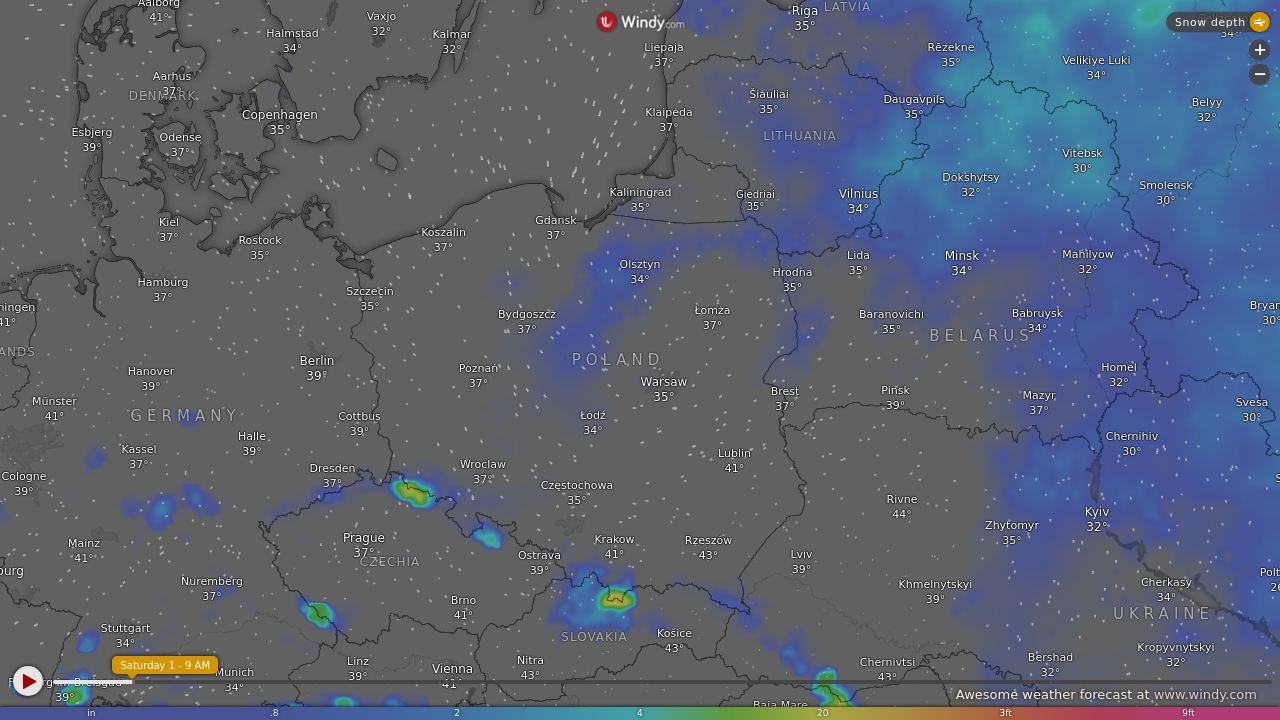 Aalborg
41°
Vaxjo
32°
Windy.com
Riga
35°
LATVIA
Snow depth
34°
Halmstad
34°
Kalmar
32°
Liepaja
37°
Rēzekne
35°
Velikiye Luki
34°
+
−
Aarhus
37°
DENMARK
Šiauliai
35°
Daugavpils
35°
Belyy
32°
Copenhagen
35°
Klaipėda
37°
Esbjerg
39°
Odense
37°
LITHUANIA
Vitebsk
30°
Kaliningrad
35°
Giedriai
35°
Vilnius
34°
Dokshytsy
32°
Smolensk
30°
Kiel
37°
Rostock
35°
Koszalin
37°
Gdansk
37°
Olsztyn
34°
Hrodna
35°
Lida
35°
Minsk
34°
Mahilyow
32°
Hamburg
37°
Szczecin
35°
ningen
41°
Bydgoszcz
37°
Łomża
37°
Baranovichi
35°
BELARUS
Babruysk
34°
Bryan
30°
ANDS
Berlin
39°
POLAND
Hanover
39°
Poznań
37°
Warsaw
35°
Brest
37°
Pinsk
39°
Homel
32°
Mazyr
37°
Münster
41°
GERMANY
Cottbus
39°
Łódź
34°
Svesa
30°
Kassel
37°
Halle
39°
Chernihiv
30°
Dresden
37°
Wroclaw
37°
Lublin
41°
Cologne
39°
Częstochowa
35°
Rivne
44°
Kyiv
32°
Zhytomyr
35°
Mainz
41°
Prague
37°
CZECHIA
Ostrava
39°
Krakow
41°
Rzeszów
43°
Lviv
39°
burg
Nuremberg
37°
Khmelnytskyi
39°
Cherkasy
34°
Brno
41°
UKRAINE
Stuttgart
34°
SLOVAKIA
Košice
43°
Kropyvnytskyi
32°
Saturday 1 - 9 AM
Linz
39°
Vienna
41°
Nitra
43°
Chernivtsi
43°
Bershad
32°
Munich
34°
39°
Baia Mare
Awesome weather forecast at www.windy.com
in .8 2 4 20 3ft 9ft